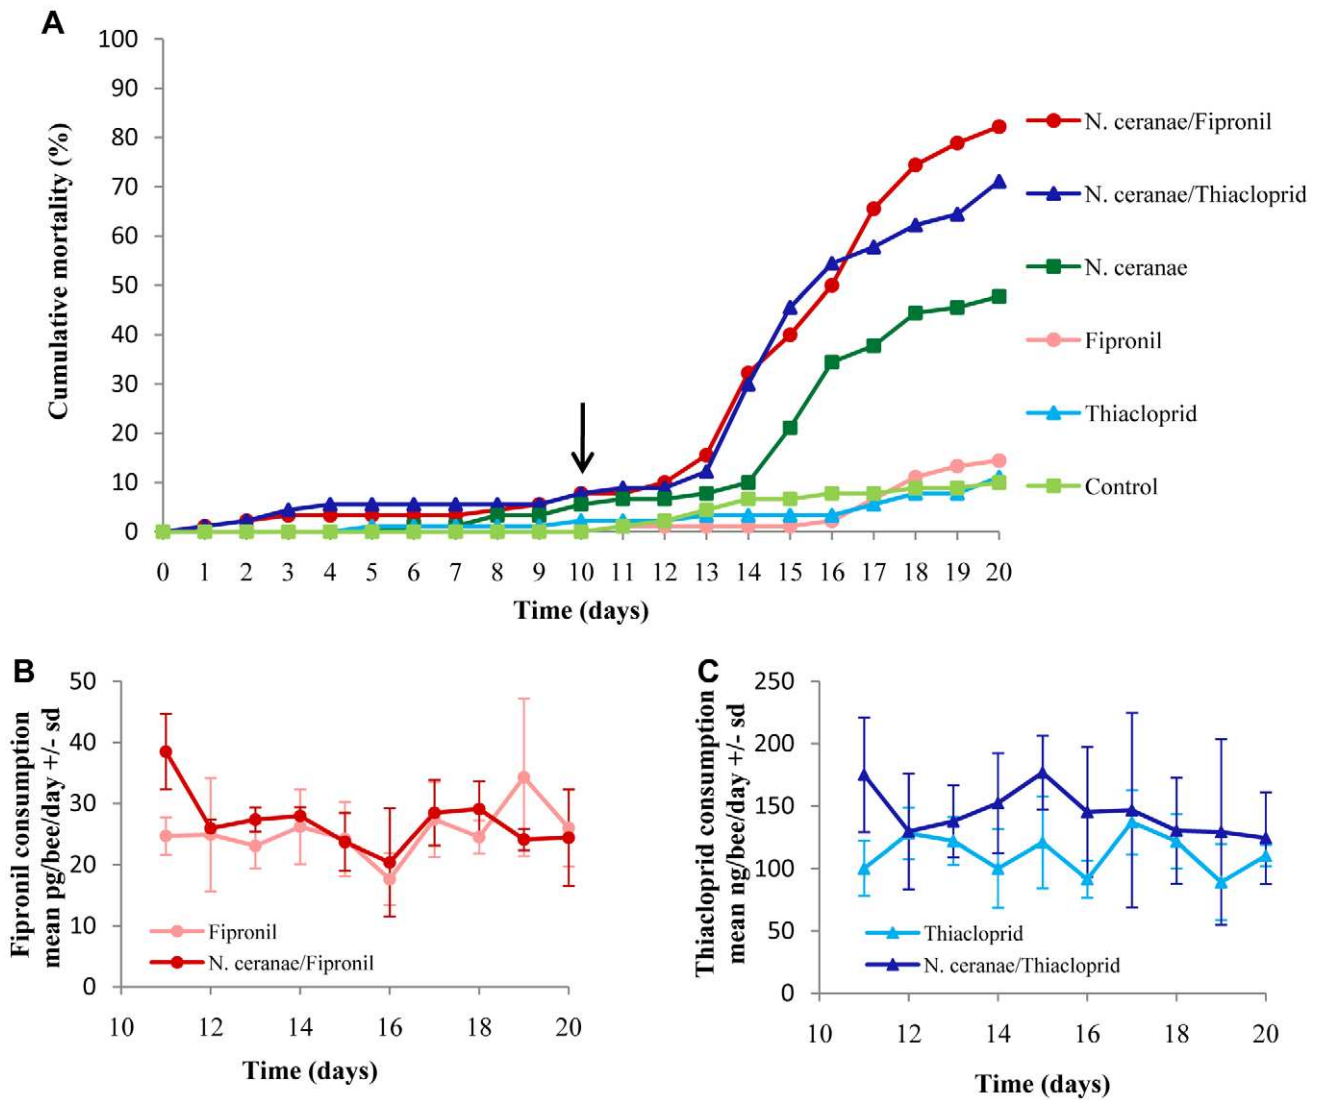 A
100
90
80
70
60
50
40
30
20
10
0
Cumulative mortality (%)
0 1 2 3 4 5 6 7 8 9 10 11 12 13 14 15 16 17 18 19 20
Time (days)
N. ceranae/Fipronil
N. ceranae/Thiacloprid
N. ceranae
Fipronil
Thiacloprid
Control
B
50
40
30
20
10
0
Fipronil consumption
mean pg/bee/day +/- sd
Fipronil
N. ceranae/Fipronil
10 12 14 16 18 20
Time (days)
C
250
200
150
100
50
0
Thiacloprid consumption
mean ng/bee/day +/- sd
Thiacloprid
N. ceranae/Thiacloprid
10 12 14 16 18 20
Time (days)